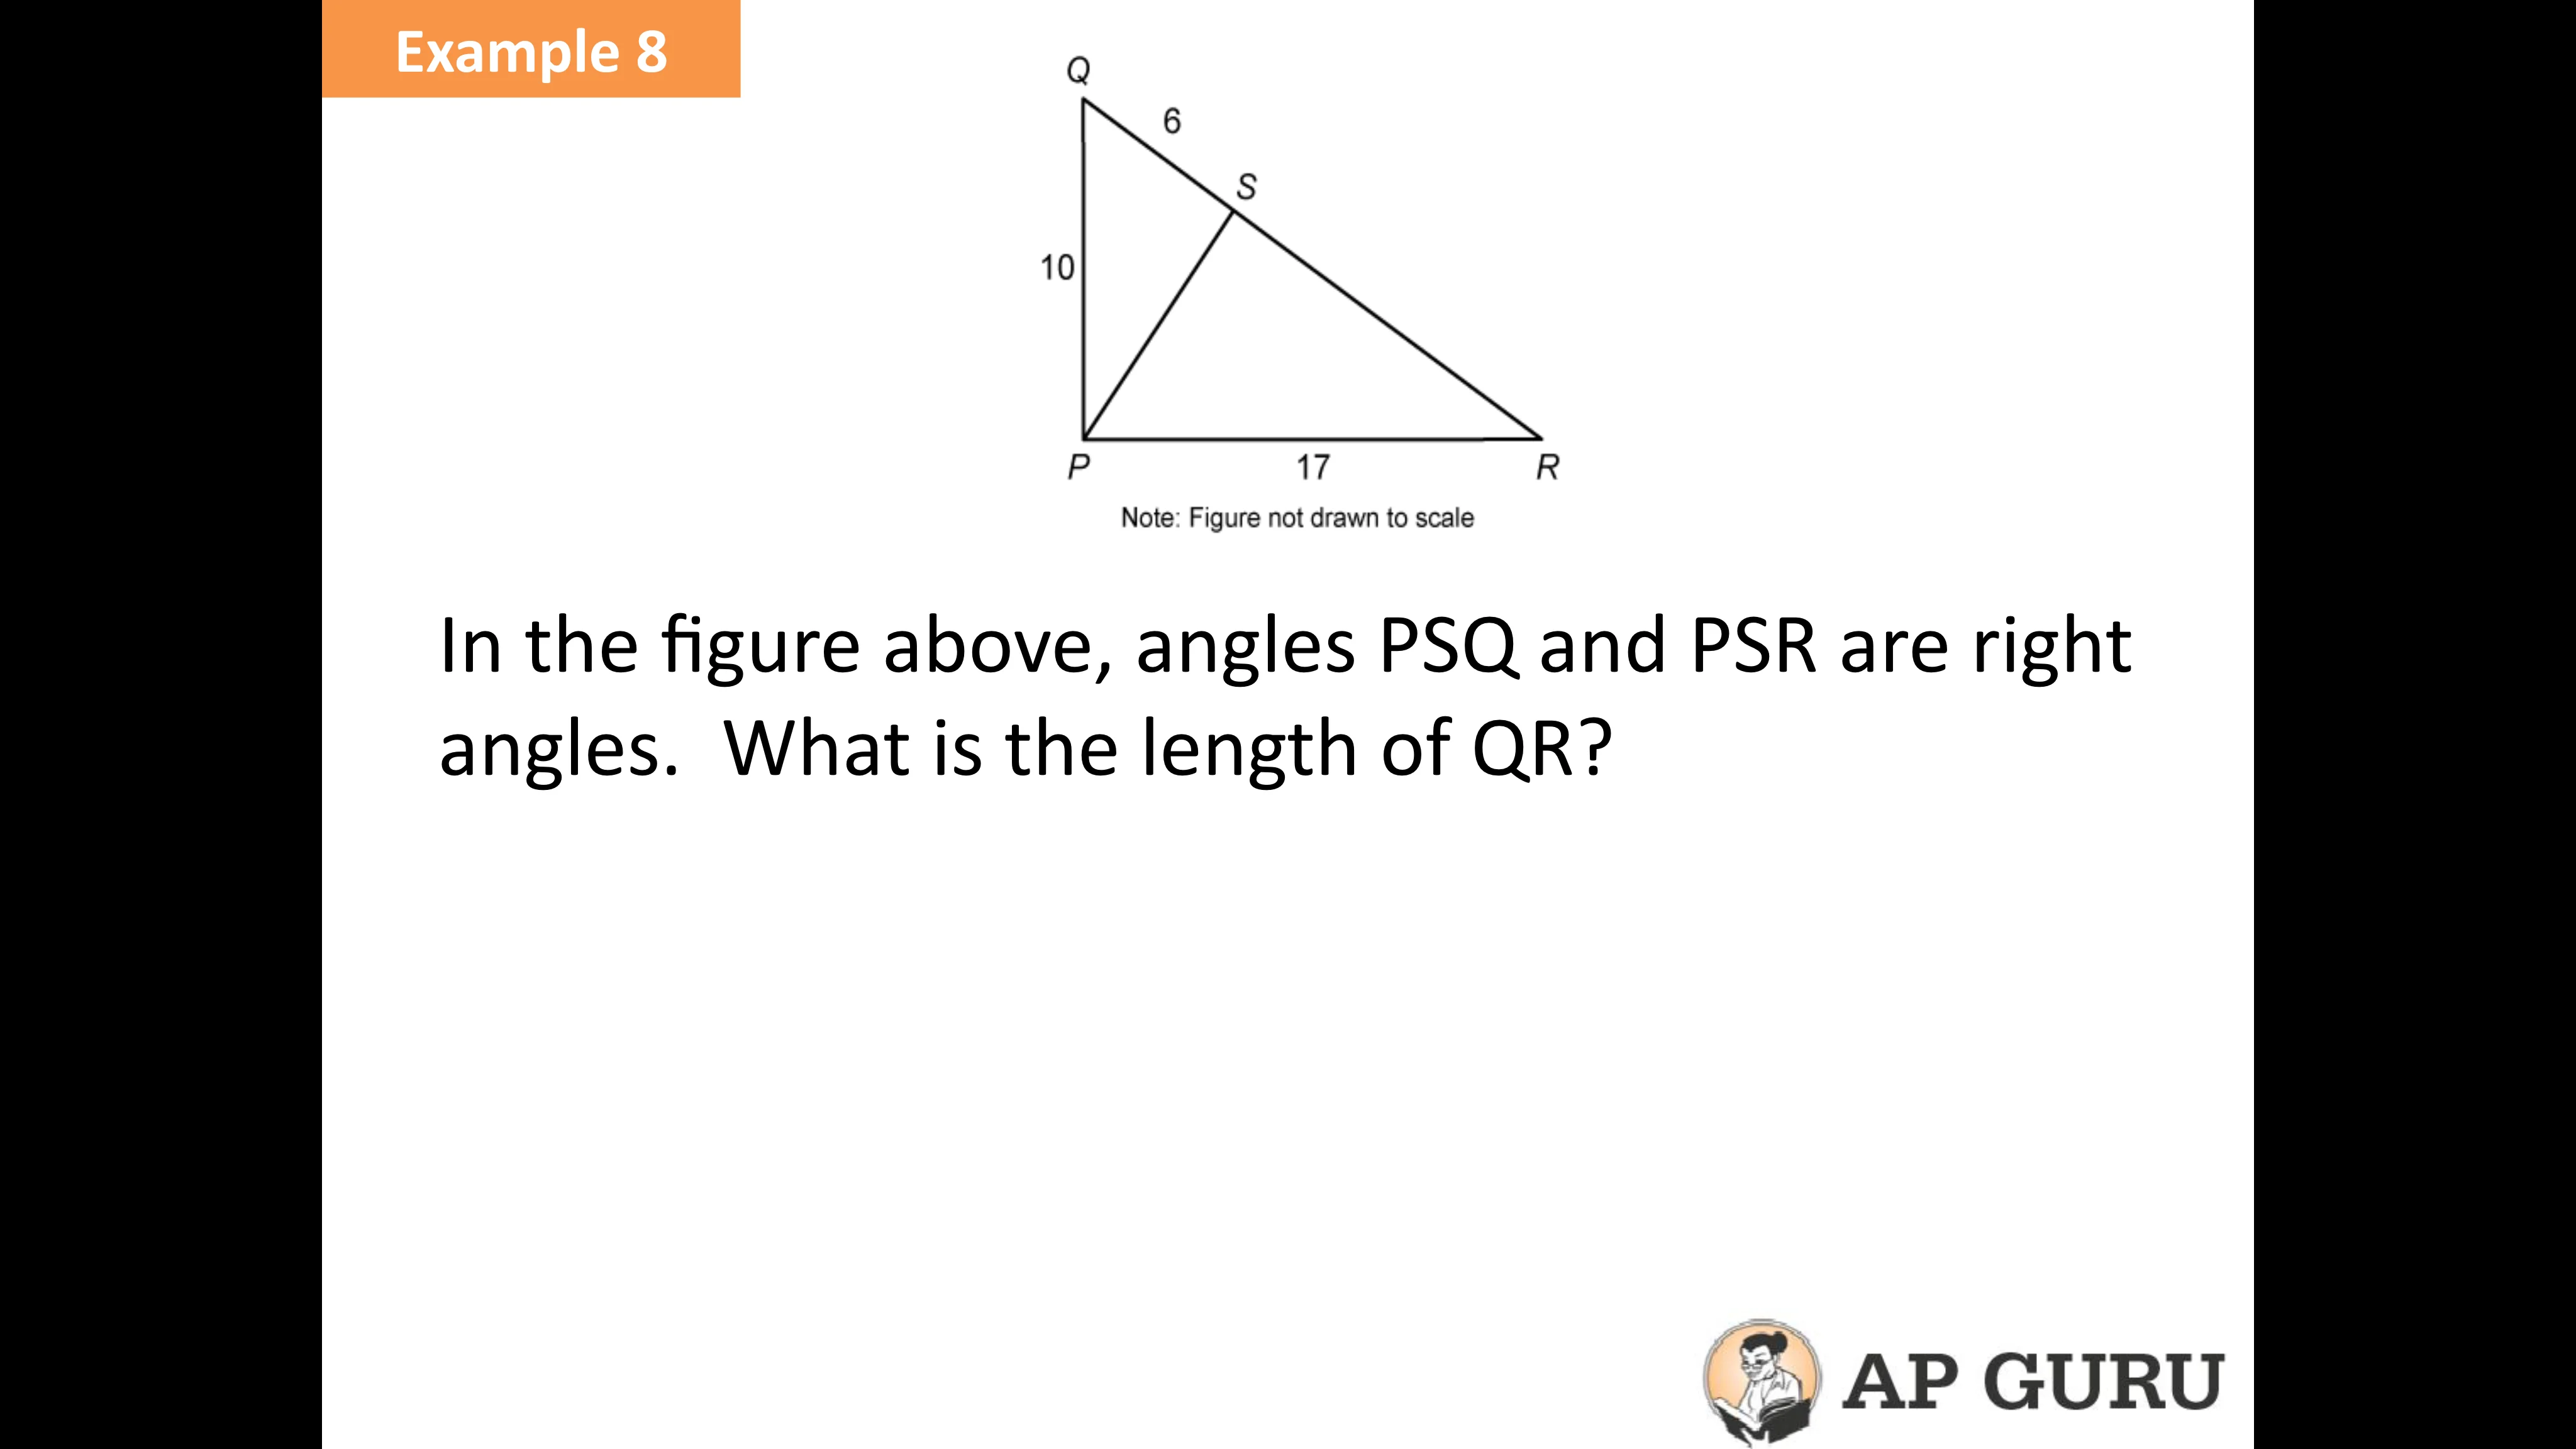 Example 8
Q
6
S
10
P
17
R
Note: Figure not drawn to scale
In the figure above, angles PSQ and PSR are right
angles.  What is the length of QR?
AP GURU